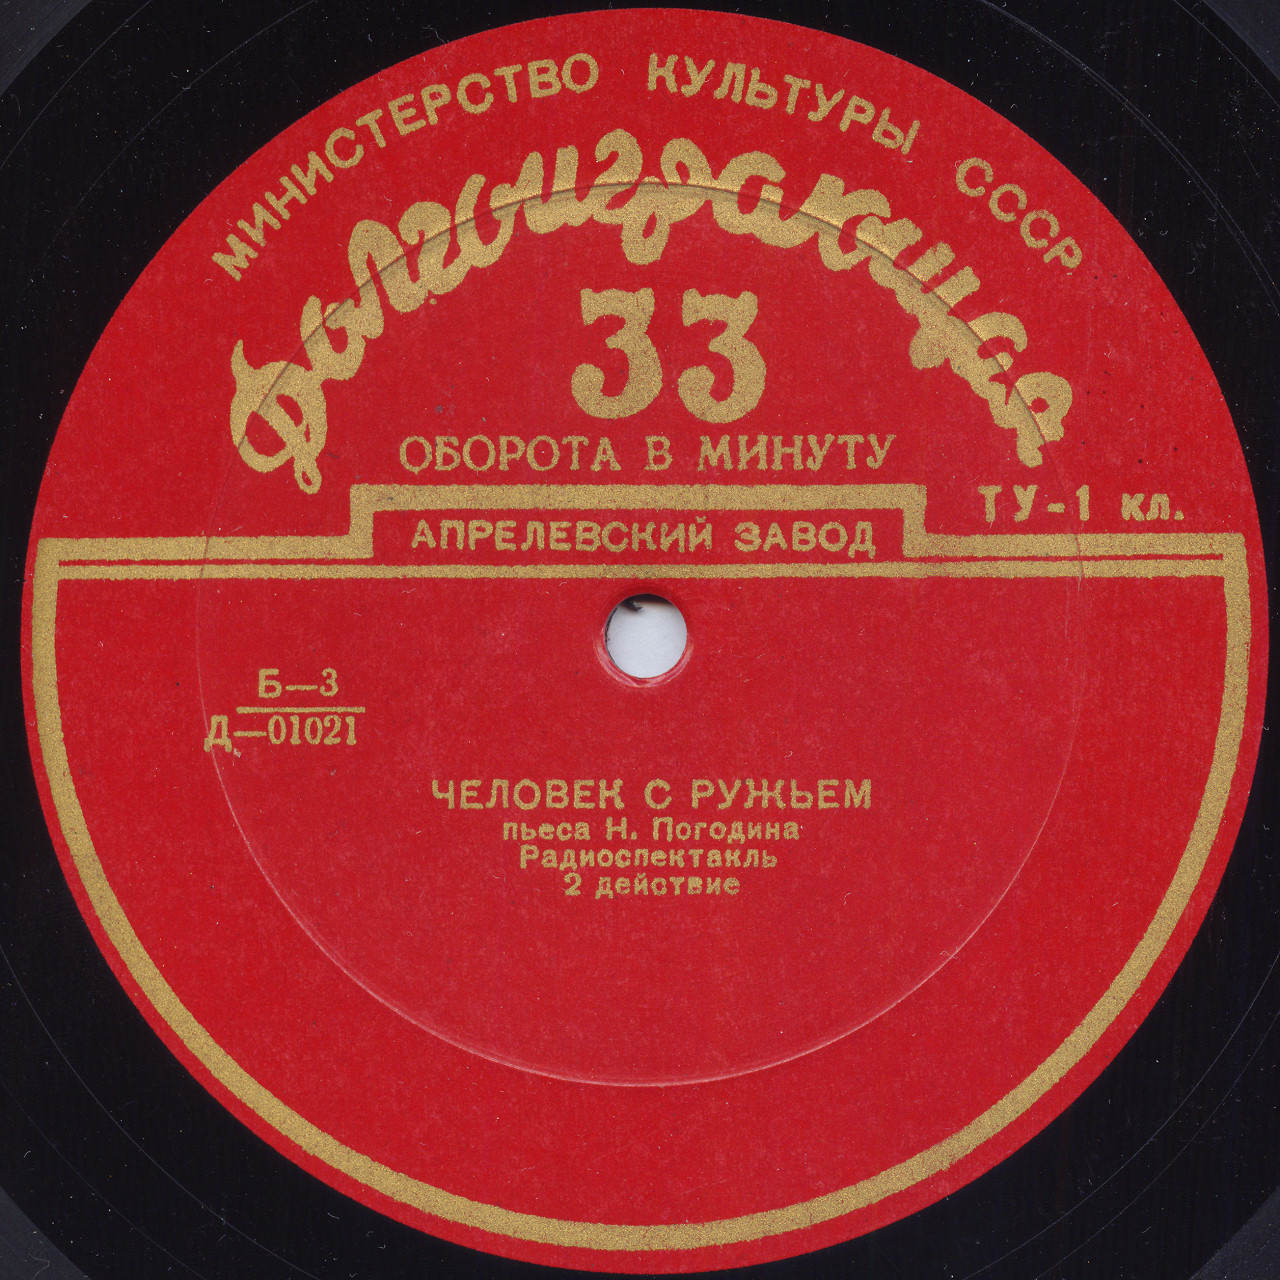 МИНИСТЕРСТВО КУЛЬТУРЫ СССР
Долгоиграющая
33
ОБОРОТА В МИНУТУ
ТУ-1 кл.
АПРЕЛЕВСКИЙ ЗАВОД
Б—3
Д—01021
ЧЕЛОВЕК С РУЖЬЕМ
пьеса Н. Погодина
Радиоспектакль
2 действие